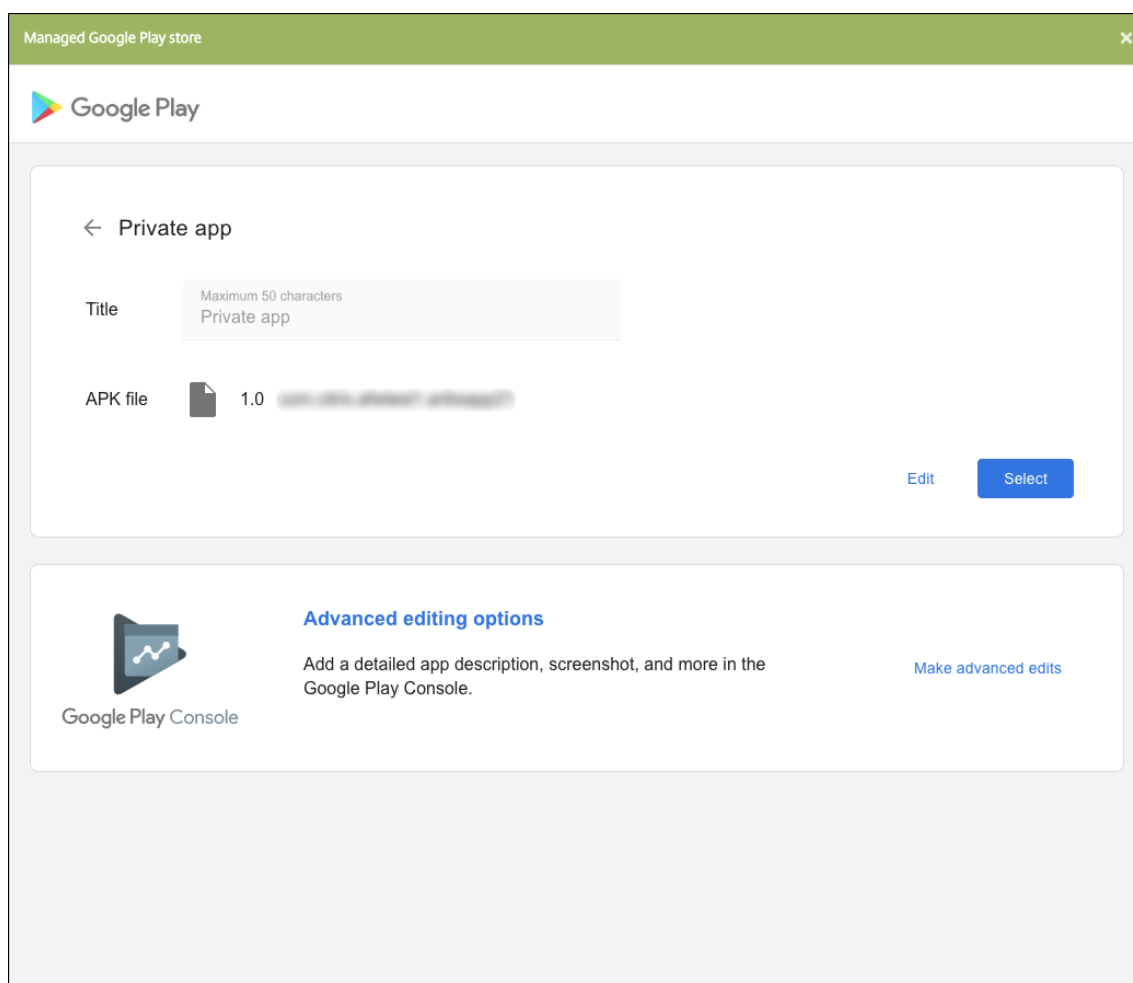 Managed Google Play store
Google Play
Private app
Title
Maximum 50 characters
Private app
APK file
1.0
Edit
Select
Advanced editing options
Add a detailed app description, screenshot, and more in the
Google Play Console.
Make advanced edits
Google Play Console